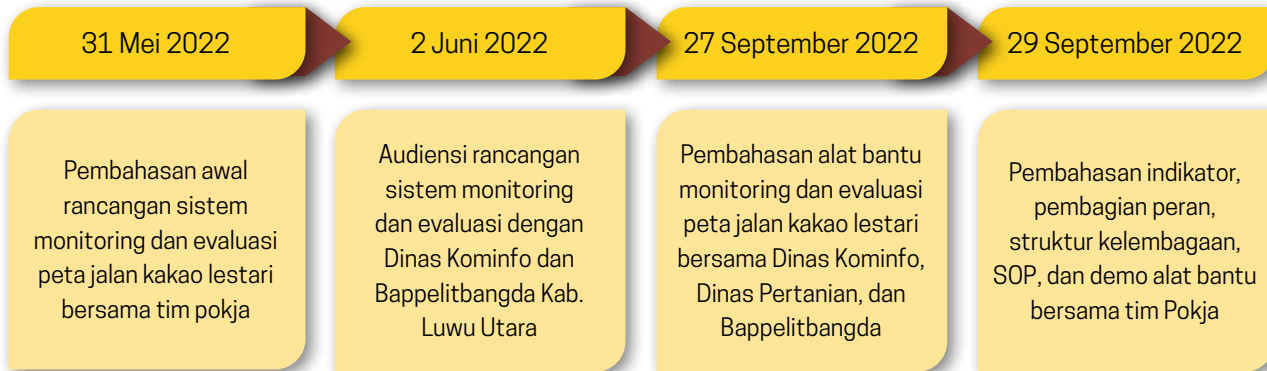 31 Mei 2022
2 Juni 2022
27 September 2022
29 September 2022
Pembahasan awal
rancangan sistem
monitoring dan evaluasi
peta jalan kakao lestari
bersama tim pokja
Audiensi rancangan
sistem monitoring
dan evaluasi dengan
Dinas Kominfo dan
Bappelitbangda Kab.
Luwu Utara
Pembahasan alat bantu
monitoring dan evaluasi
peta jalan kakao lestari
bersama Dinas Kominfo,
Dinas Pertanian, dan
Bappelitbangda
Pembahasan indikator,
pembagian peran,
struktur kelembagaan,
SOP, dan demo alat bantu
bersama tim Pokja